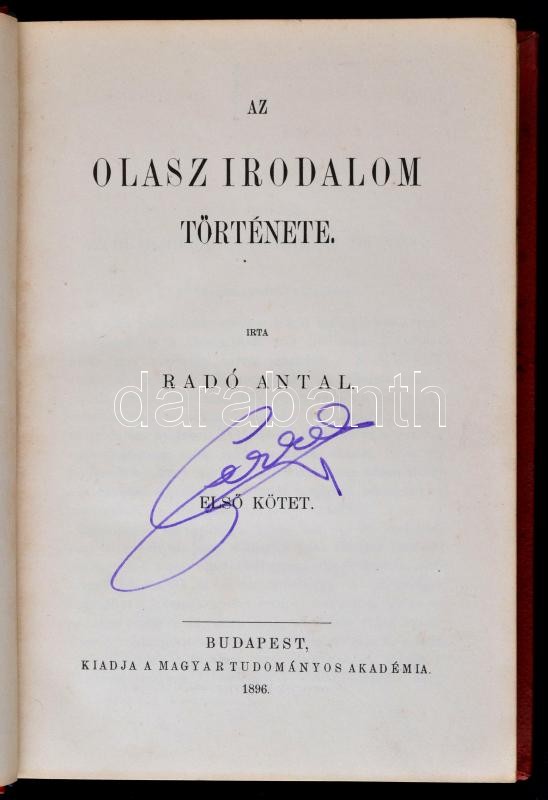 AZ
OLASZ IRODALOM
TÖRTÉNETE.
IRTA
RADÓ ANTAL
darabanth
ELSŐ KÖTET.
BUDAPEST,
KIADJA A MAGYAR TUDOMÁNYOS AKADÉMIA.
1896.